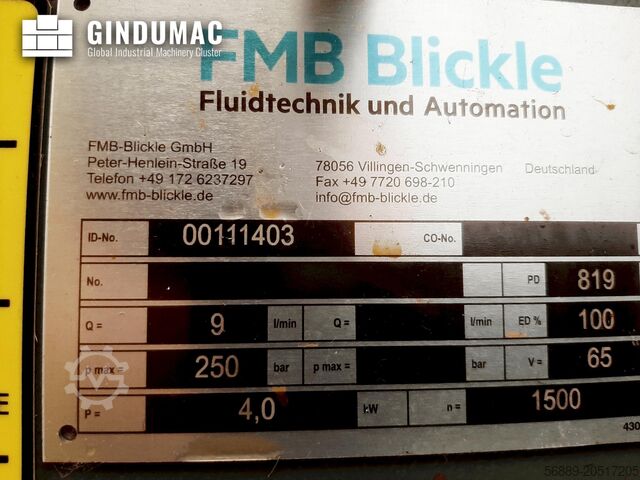 GINDUMAC
Global Industrial Machinery Cluster
FMB Blickle
Fluidtechnik und Automation
FMB-Blickle GmbH
Peter-Henlein-Straße 19 78056 Villingen-Schwenningen Deutschland
Telefon +49 172 6237297 Fax +49 7720 698-210
www.fmb-blickle.de info@fmb-blickle.de
ID-No. 00111403 CO-No.
No. PD 819
Q = 9 l/min Q = l/min ED % 100
p max = 250 bar p max = bar V = 65
P = 4,0 kW n = 1500
430
E
56889-20517205